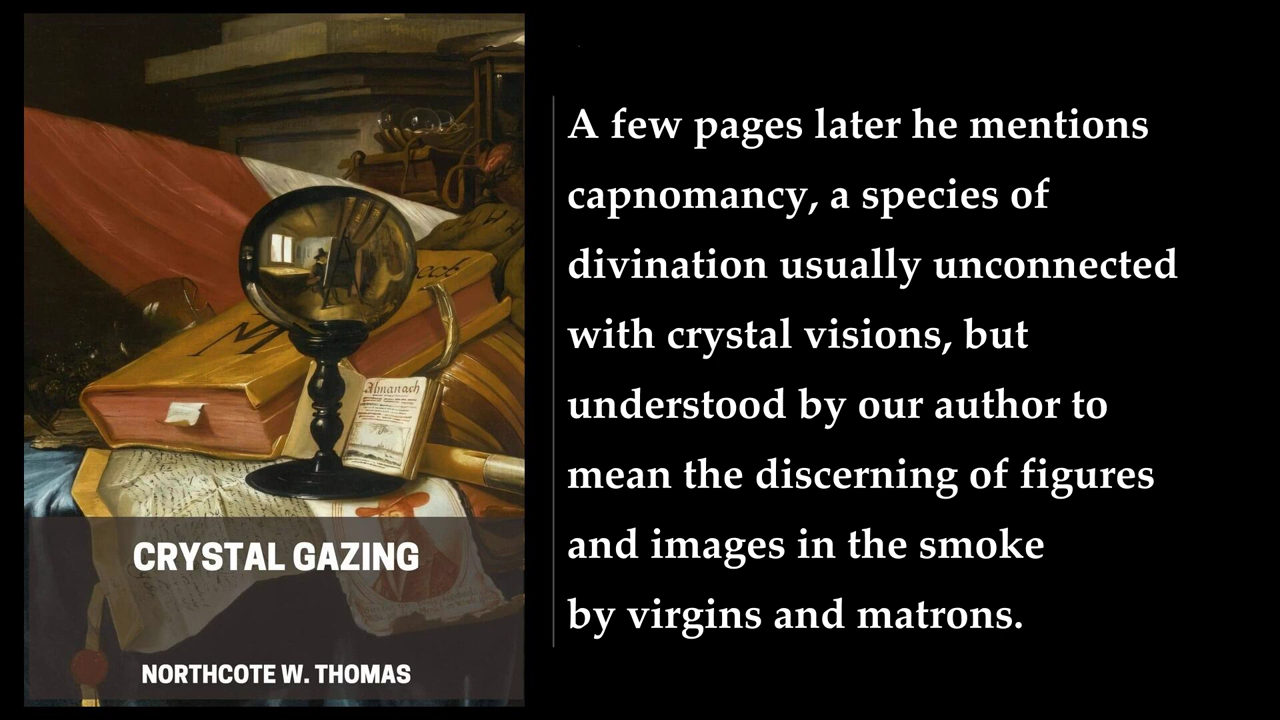 CRYSTAL GAZING
NORTHCOTE W. THOMAS
Almanach
M
A few pages later he mentions
capnomancy, a species of
divination usually unconnected
with crystal visions, but
understood by our author to
mean the discerning of figures
and images in the smoke
by virgins and matrons.